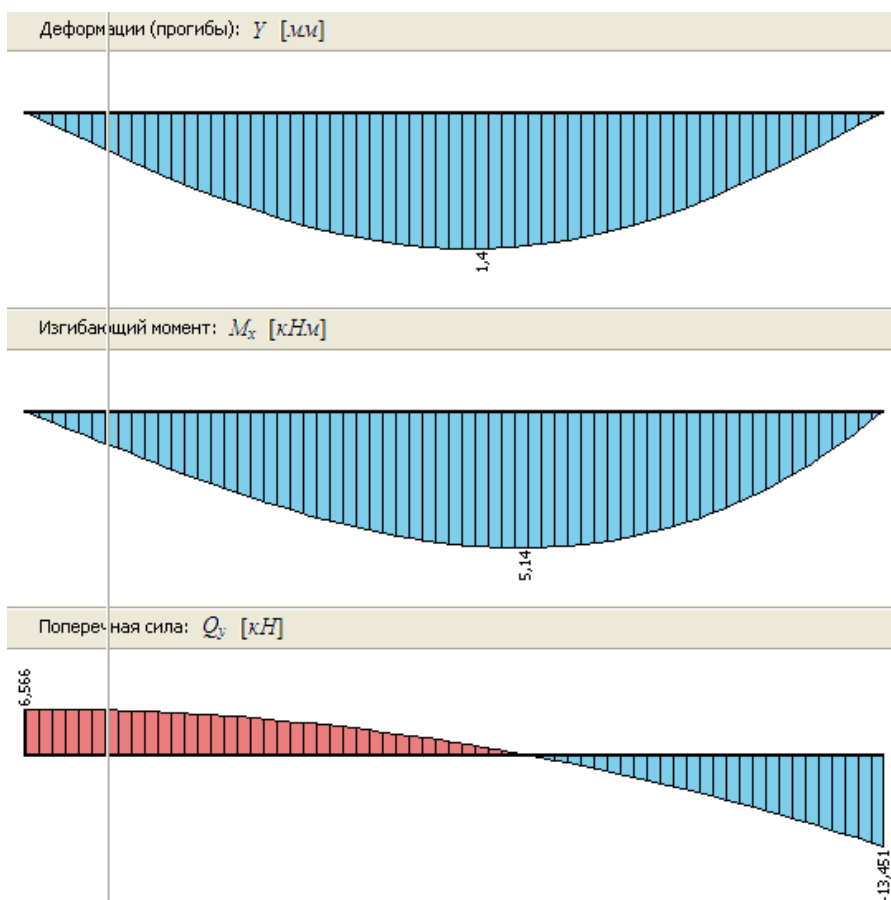 Деформации (прогибы): Y [мм]
1,4
Изгибающий момент: Mx [кНм]
5,14
Поперечная сила: Qy [кН]
6,566
-13,451